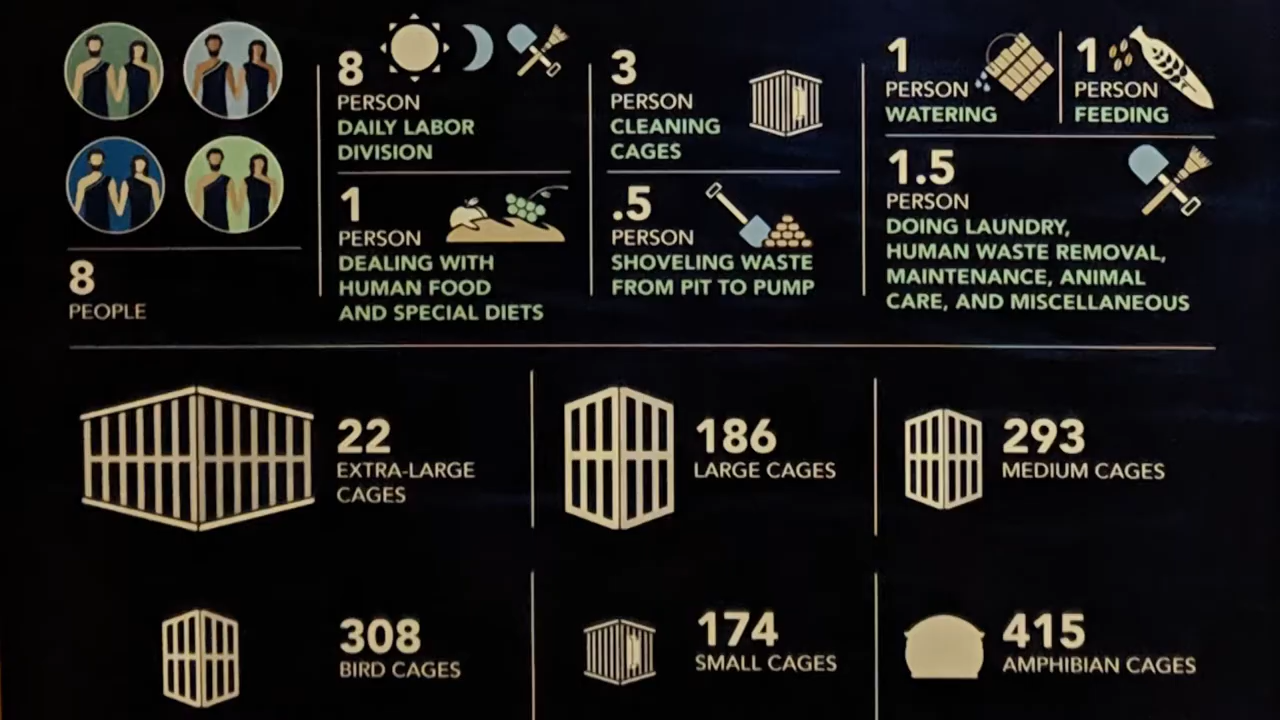 8
PEOPLE
8
PERSON
DAILY LABOR
DIVISION
1
PERSON
DEALING WITH
HUMAN FOOD
AND SPECIAL DIETS
3
PERSON
CLEANING
CAGES
.5
PERSON
SHOVELING WASTE
FROM PIT TO PUMP
1
PERSON
WATERING
1
PERSON
FEEDING
1.5
PERSON
DOING LAUNDRY,
HUMAN WASTE REMOVAL,
MAINTENANCE, ANIMAL
CARE, AND MISCELLANEOUS
22
EXTRA-LARGE
CAGES
186
LARGE CAGES
293
MEDIUM CAGES
308
BIRD CAGES
174
SMALL CAGES
415
AMPHIBIAN CAGES